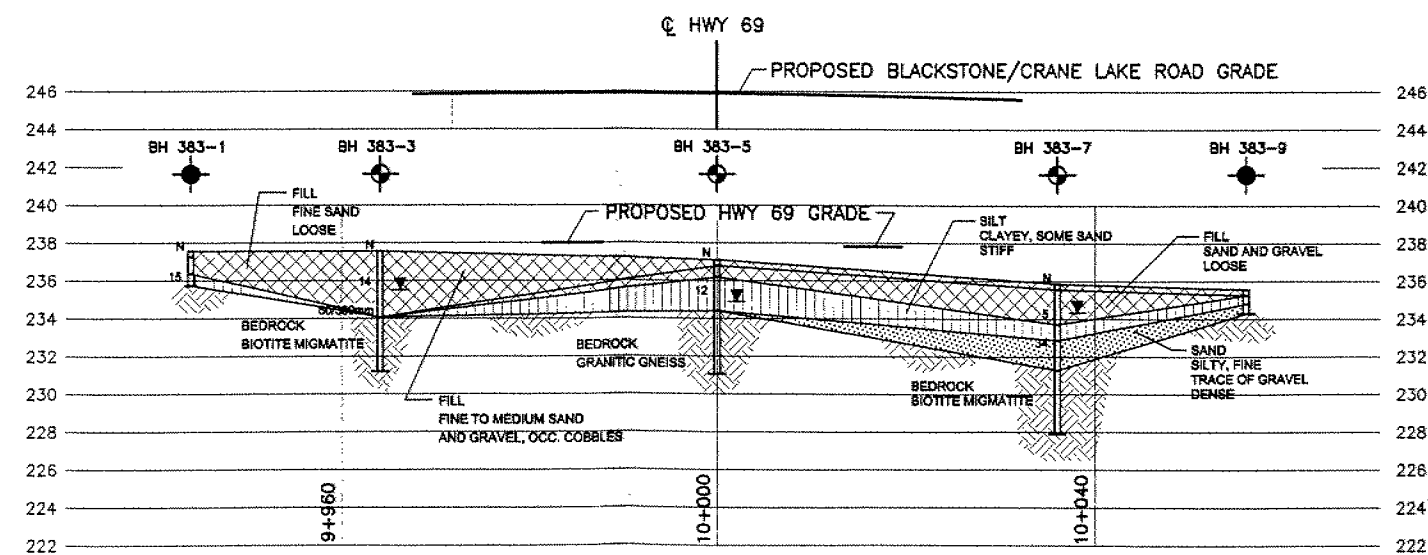 ℄ HWY 69
PROPOSED BLACKSTONE/CRANE LAKE ROAD GRADE
246 246
244 244
BH 383-1 BH 383-3 BH 383-5 BH 383-7 BH 383-9
242 242
FILL
FINE SAND
LOOSE
240 240
PROPOSED HWY 69 GRADE
SILT
CLAYEY, SOME SAND
STIFF
FILL
SAND AND GRAVEL
LOOSE
238 238
N N N N
236 236
15 14 12 5
234 234
BEDROCK
BIOTITE MIGMATITE
BEDROCK
GRANITIC GNEISS
34
SAND
SILTY, FINE
TRACE OF GRAVEL
DENSE
232 232
BEDROCK
BIOTITE MIGMATITE
230 230
FILL
FINE TO MEDIUM SAND
AND GRAVEL, OCC. COBBLES
228 228
226 226
224 224
9+960 10+000 10+040
222 222